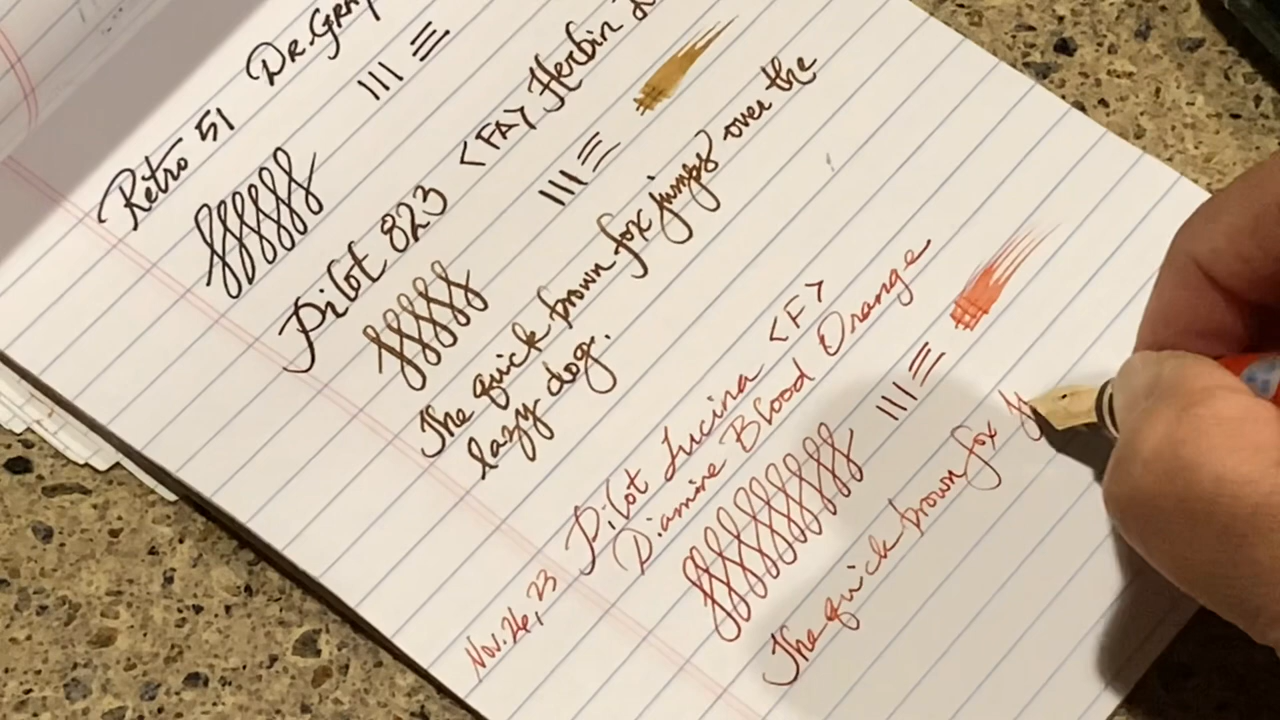 Retro 51 Dr. Gray
Pilot 823 <FA> Herbin
The quick brown fox jumps over the
lazy dog.
Pilot Lucina <F>
Diamine Blood Orange
Nov. 26, 23
The quick brown fox